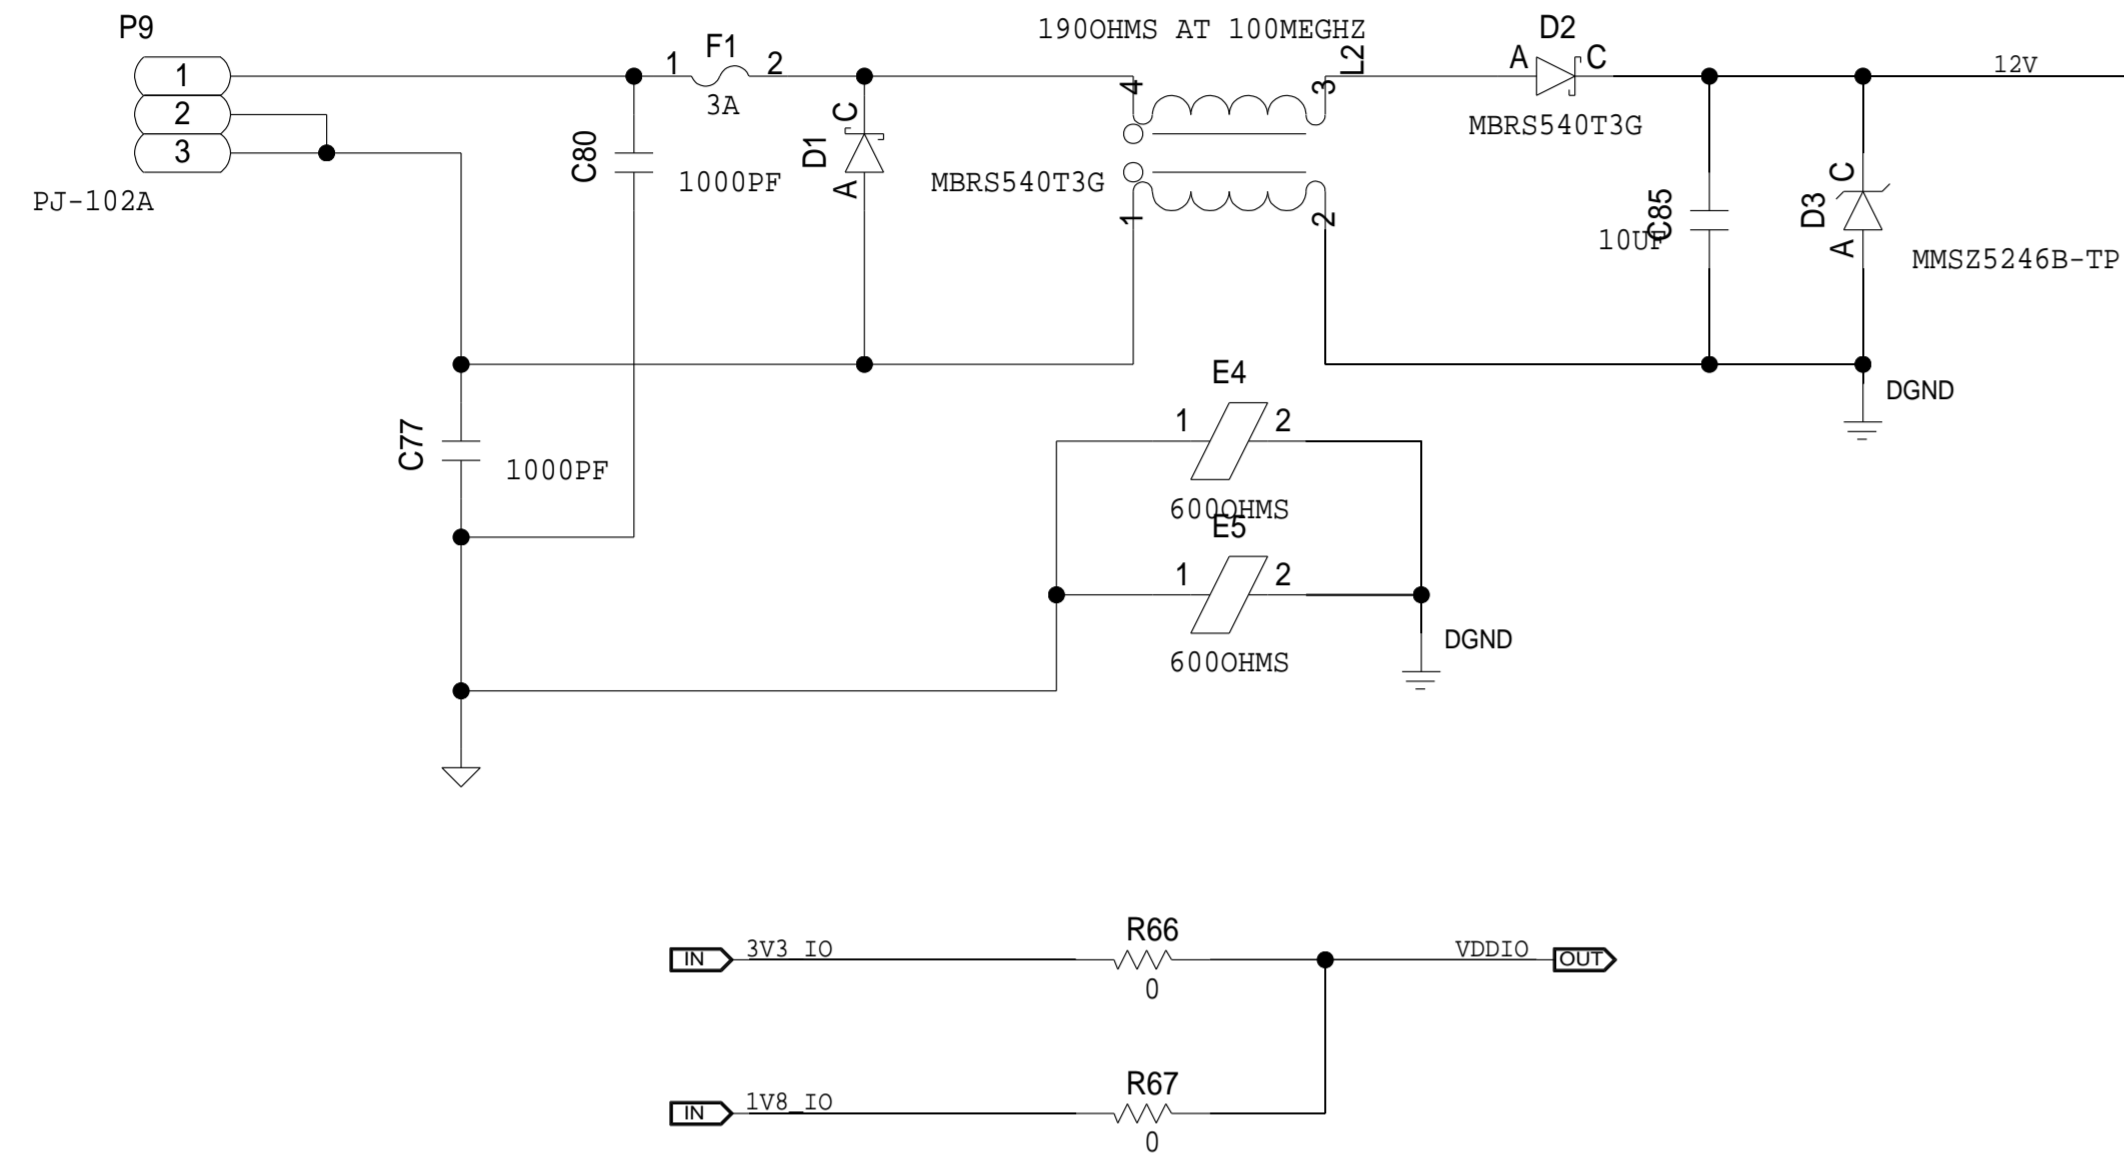 P9
190OHMS AT 100MEGHZ
D2
1
F1
2
L2
A
C
12V
1
2
3
3A
4
3
MBRS540T3G
PJ-102A
C80
1000PF
C
D1
A
MBRS540T3G
1
2
C85
10UF
C
D3
A
MMSZ5246B-TP
E4
DGND
1
2
C77
1000PF
600OHMS
E5
1
2
DGND
600OHMS
R66
IN
3V3_IO
VDDIO
OUT
0
R67
IN
1V8_IO
0